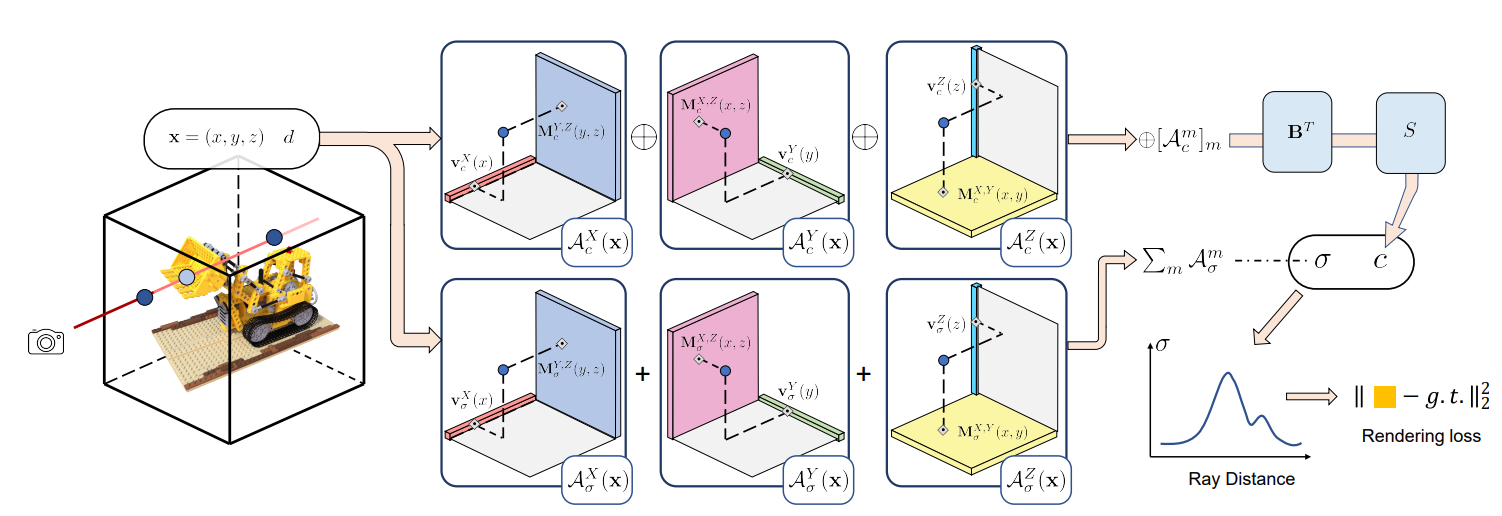 x = (x, y, z) d
v_c^X(x)
M_c^{Y,Z}(y, z)
𝒜_c^X(x)
⊕
M_c^{X,Z}(x, z)
v_c^Y(y)
𝒜_c^Y(x)
⊕
v_c^Z(z)
M_c^{X,Y}(x, y)
𝒜_c^Z(x)
⊕[𝒜_c^m]_m
B^T
S
v_σ^X(x)
M_σ^{Y,Z}(y, z)
𝒜_σ^X(x)
+
M_σ^{X,Z}(x, z)
v_σ^Y(y)
𝒜_σ^Y(x)
+
v_σ^Z(z)
M_σ^{X,Y}(x, y)
𝒜_σ^Z(x)
∑_m 𝒜_σ^m
σ c
σ
Ray Distance
‖ − g.t.‖_2^2
Rendering loss